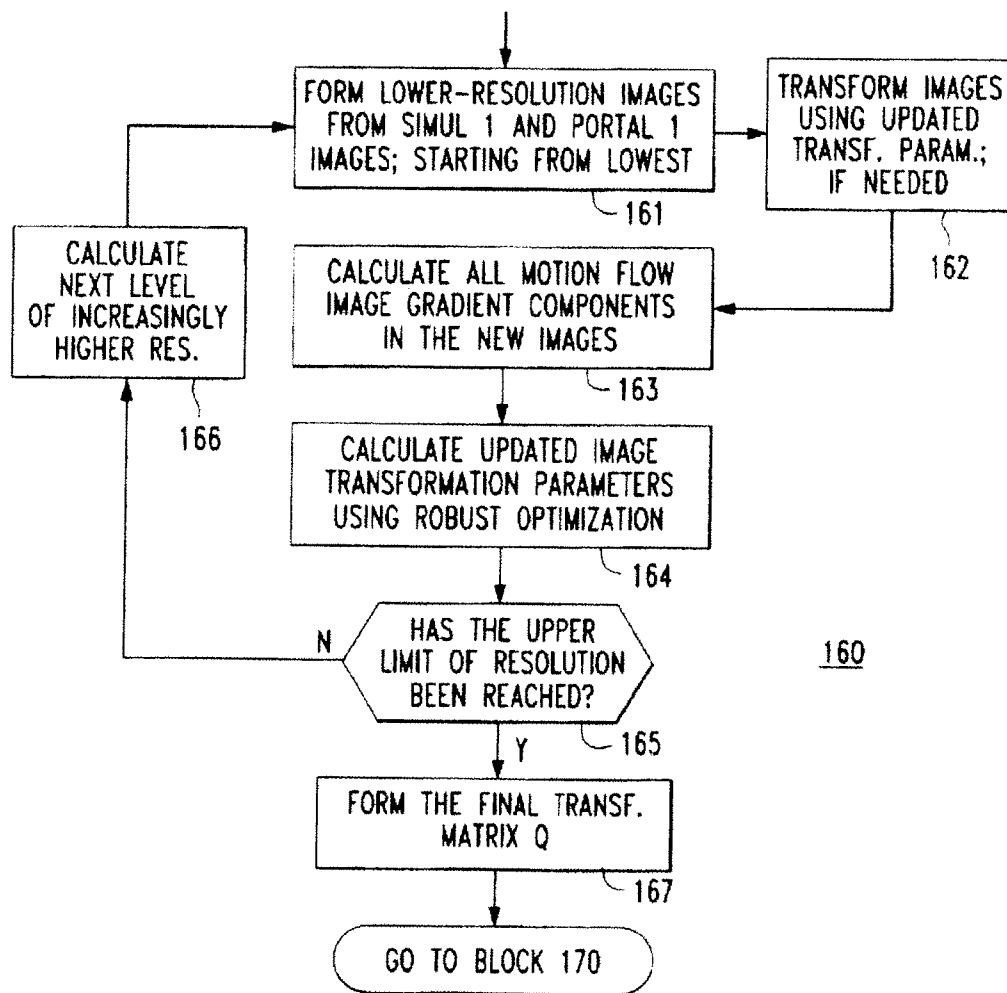 FORM LOWER-RESOLUTION IMAGES
FROM SIMUL 1 AND PORTAL 1
IMAGES; STARTING FROM LOWEST
161
TRANSFORM IMAGES
USING UPDATED
TRANSF. PARAM.;
IF NEEDED
162
CALCULATE ALL MOTION FLOW
IMAGE GRADIENT COMPONENTS
IN THE NEW IMAGES
163
CALCULATE
NEXT LEVEL
OF INCREASINGLY
HIGHER RES.
166
CALCULATE UPDATED IMAGE
TRANSFORMATION PARAMETERS
USING ROBUST OPTIMIZATION
164
N
HAS THE UPPER
LIMIT OF RESOLUTION
BEEN REACHED?
165
160
Y
FORM THE FINAL TRANSF.
MATRIX Q
167
GO TO BLOCK 170